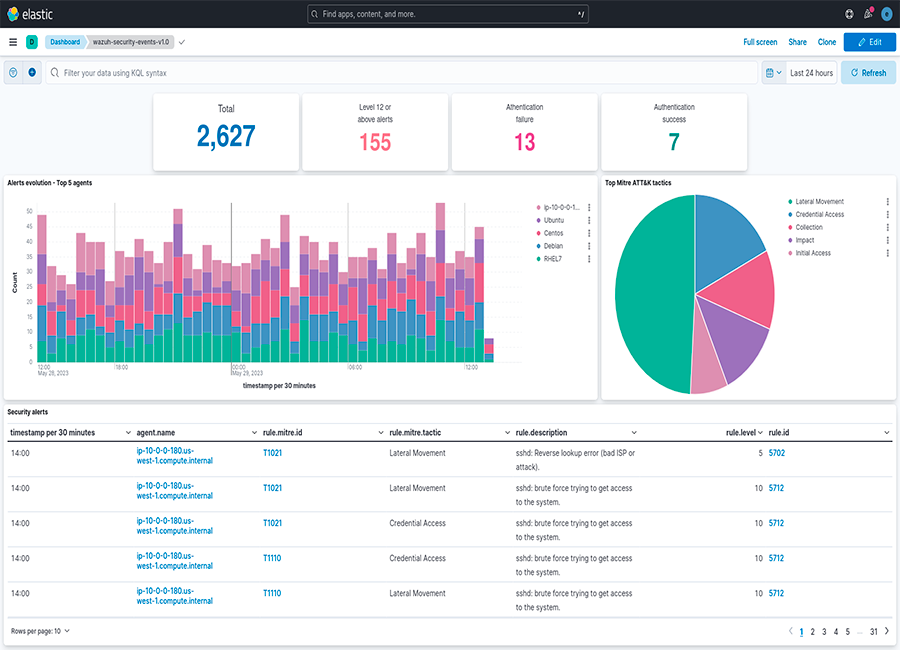 elastic
Find apps, content, and more.
*/
D
Dashboard
wazuh-security-events-v1.0
Full screen
Share
Clone
Edit
Filter your data using KQL syntax
Last 24 hours
Refresh
Total
2,627
Level 12 or
above alerts
155
Athentication
failure
13
Authentication
success
7
Alerts evolution - Top 5 agents
Count
50
45
40
35
30
25
20
15
10
5
0
12:00
May 28, 2023
18:00
00:00
May 29, 2023
06:00
12:00
timestamp per 30 minutes
ip-10-0-0-1...
Ubuntu
Centos
Debian
RHEL7
Top Mitre ATT&K tactics
Lateral Movement
Credential Access
Collection
Impact
Initial Access
Security alerts
timestamp per 30 minutes agent.name rule.mitre.id rule.mitre.tactic rule.description rule.level rule.id
14:00 ip-10-0-0-180.us-west-1.compute.internal T1021 Lateral Movement sshd: Reverse lookup error (bad ISP or attack). 5 5702
14:00 ip-10-0-0-180.us-west-1.compute.internal T1021 Lateral Movement sshd: brute force trying to get access to the system. 10 5712
14:00 ip-10-0-0-180.us-west-1.compute.internal T1021 Credential Access sshd: brute force trying to get access to the system. 10 5712
14:00 ip-10-0-0-180.us-west-1.compute.internal T1110 Credential Access sshd: brute force trying to get access to the system. 10 5712
14:00 ip-10-0-0-180.us-west-1.compute.internal T1110 Lateral Movement sshd: brute force trying to get access to the system. 10 5712
Rows per page: 10
1 2 3 4 5 ... 31